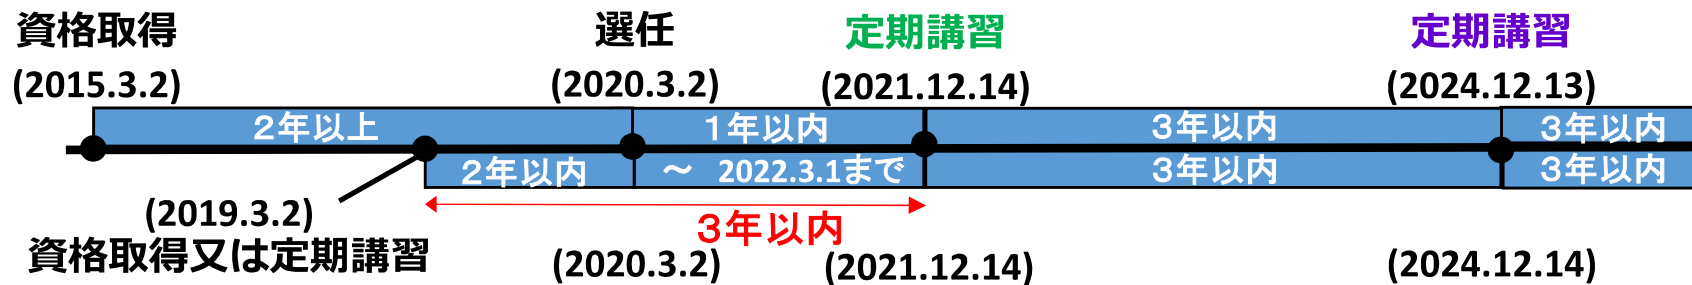 資格取得 選任 定期講習 定期講習
(2015.3.2) (2020.3.2) (2021.12.14) (2024.12.13)
2年以上 1年以内 3年以内 3年以内
2年以内 ～ 2022.3.1まで 3年以内 3年以内
(2019.3.2) 3年以内
資格取得又は定期講習 (2020.3.2) (2021.12.14) (2024.12.14)